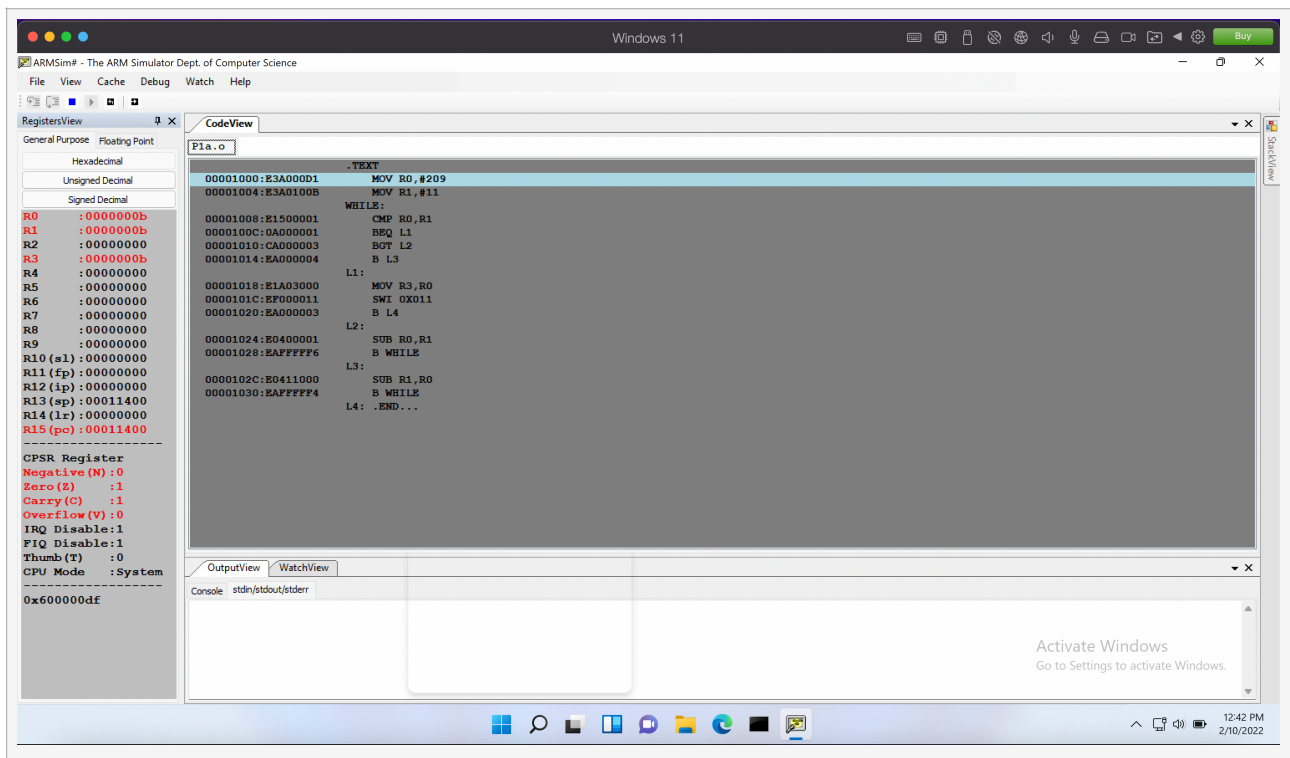 Windows 11
Buy
ARMSim# - The ARM Simulator Dept. of Computer Science
File View Cache Debug Watch Help
RegistersView
General Purpose Floating Point
Hexadecimal
Unsigned Decimal
Signed Decimal
R0 :0000000b
R1 :0000000b
R2 :00000000
R3 :0000000b
R4 :00000000
R5 :00000000
R6 :00000000
R7 :00000000
R8 :00000000
R9 :00000000
R10(sl):00000000
R11(fp):00000000
R12(ip):00000000
R13(sp):00011400
R14(lr):00000000
R15(pc):00011400
-------------------
CPSR Register
Negative(N):0
Zero(Z) :1
Carry(C) :1
Overflow(V):0
IRQ Disable:1
FIQ Disable:1
Thumb(T) :0
CPU Mode :System
-------------------
0x600000df
CodeView
P1a.o
.TEXT
00001000:E3A000D1 MOV R0,#209
00001004:E3A0100B MOV R1,#11
WHILE:
00001008:E1500001 CMP R0,R1
0000100C:0A000001 BEQ L1
00001010:CA000003 BGT L2
00001014:EA000004 B L3
L1:
00001018:E1A03000 MOV R3,R0
0000101C:EF000011 SWI 0X011
00001020:EA000003 B L4
L2:
00001024:E0400001 SUB R0,R1
00001028:EAFFFFF6 B WHILE
L3:
0000102C:E0411000 SUB R1,R0
00001030:EAFFFFF4 B WHILE
L4: .END...
StackView
OutputView WatchView
Console stdin/stdout/stderr
Activate Windows
Go to Settings to activate Windows.
12:42 PM
2/10/2022